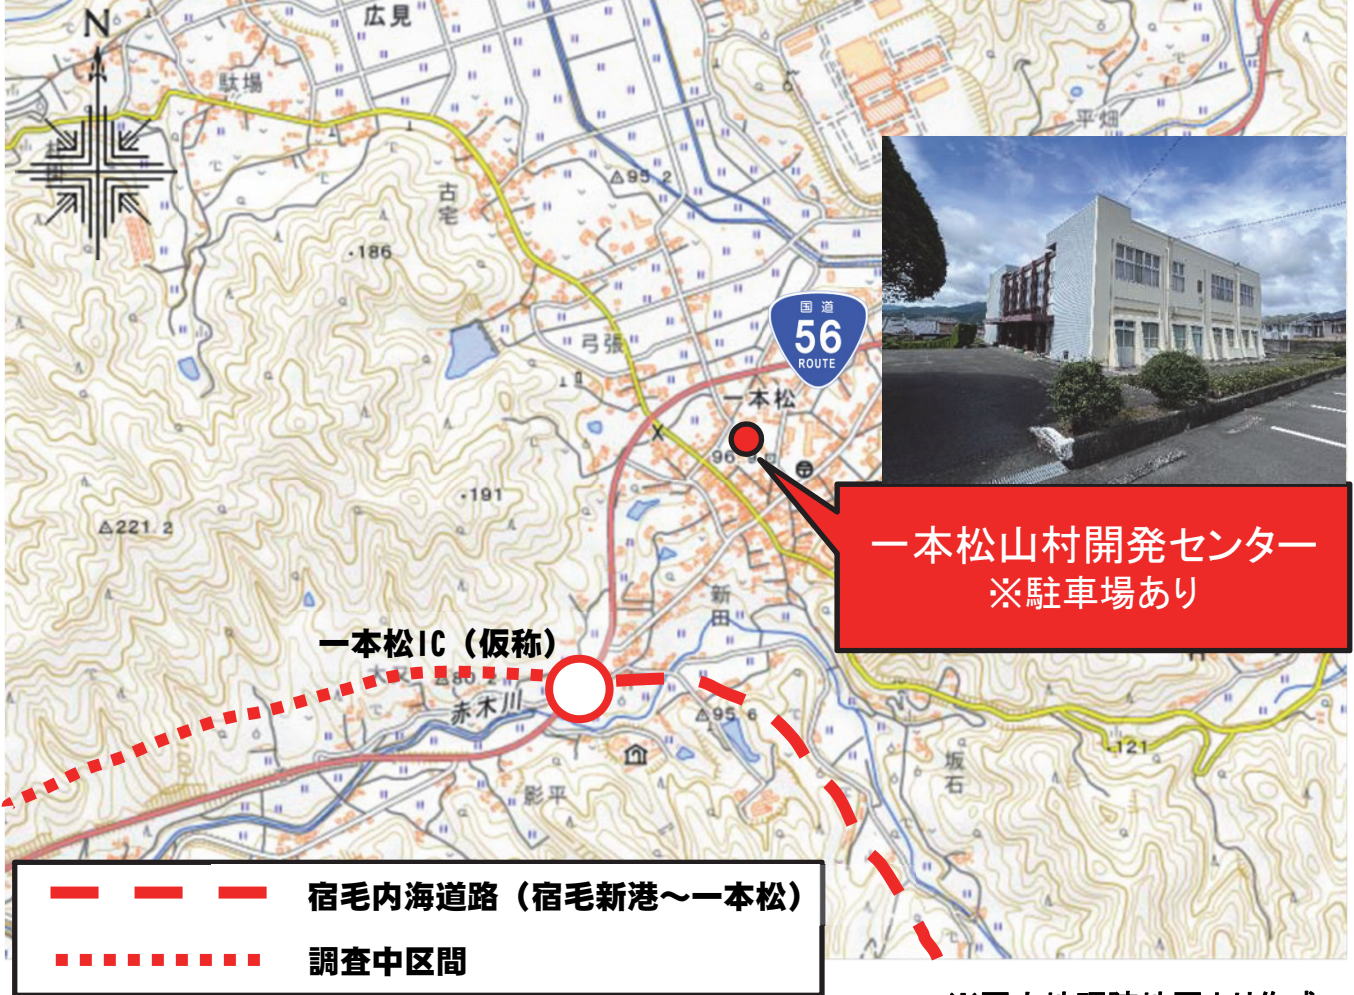 N
広見
駄場
平畑
古宅
95.2
186
国道
56
ROUTE
弓張
一本松
96.9
191
221.2
一本松山村開発センター
※駐車場あり
新田
一本松IC（仮称）
80.2
赤木川
95.6
121
坂石
影平
宿毛内海道路（宿毛新港～一本松）
調査中区間